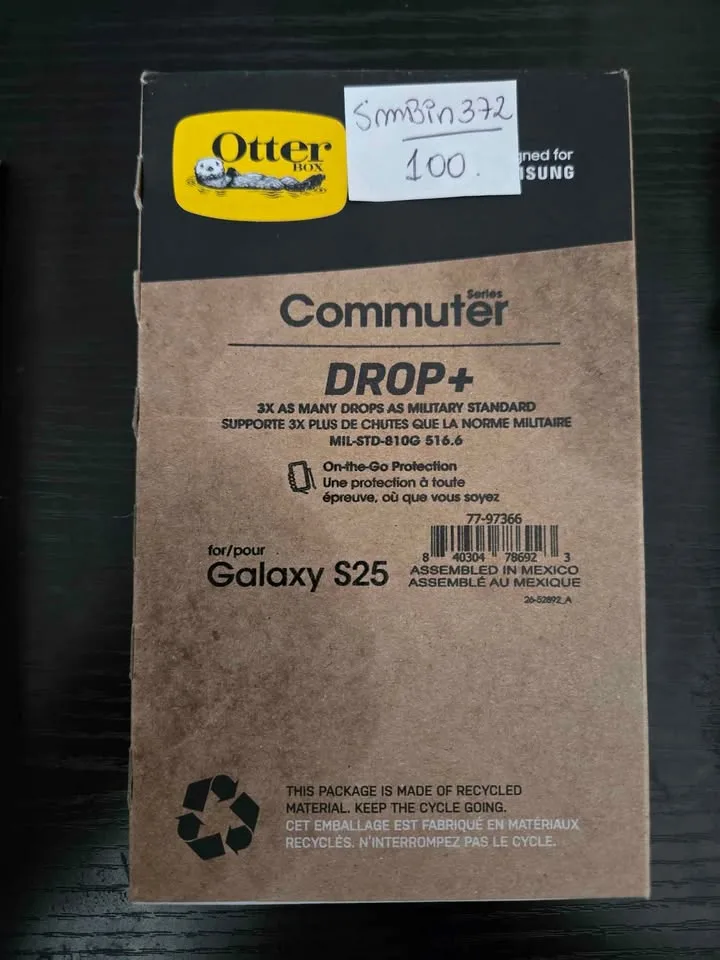 Otter
BOX
SmmBin372
100.
gned for
SUNG
Series
Commuter
DROP+
3X AS MANY DROPS AS MILITARY STANDARD
SUPPORTE 3X PLUS DE CHUTES QUE LA NORME MILITAIRE
MIL-STD-810G 516.6
On-the-Go Protection
Une protection à toute
épreuve, où que vous soyez
77-97366
8 40304 78692 3
for/pour
Galaxy S25
ASSEMBLED IN MEXICO
ASSEMBLÉ AU MEXIQUE
26-52892_A
THIS PACKAGE IS MADE OF RECYCLED
MATERIAL. KEEP THE CYCLE GOING.
CET EMBALLAGE EST FABRIQUÉ EN MATÉRIAUX
RECYCLÉS. N'INTERROMPEZ PAS LE CYCLE.